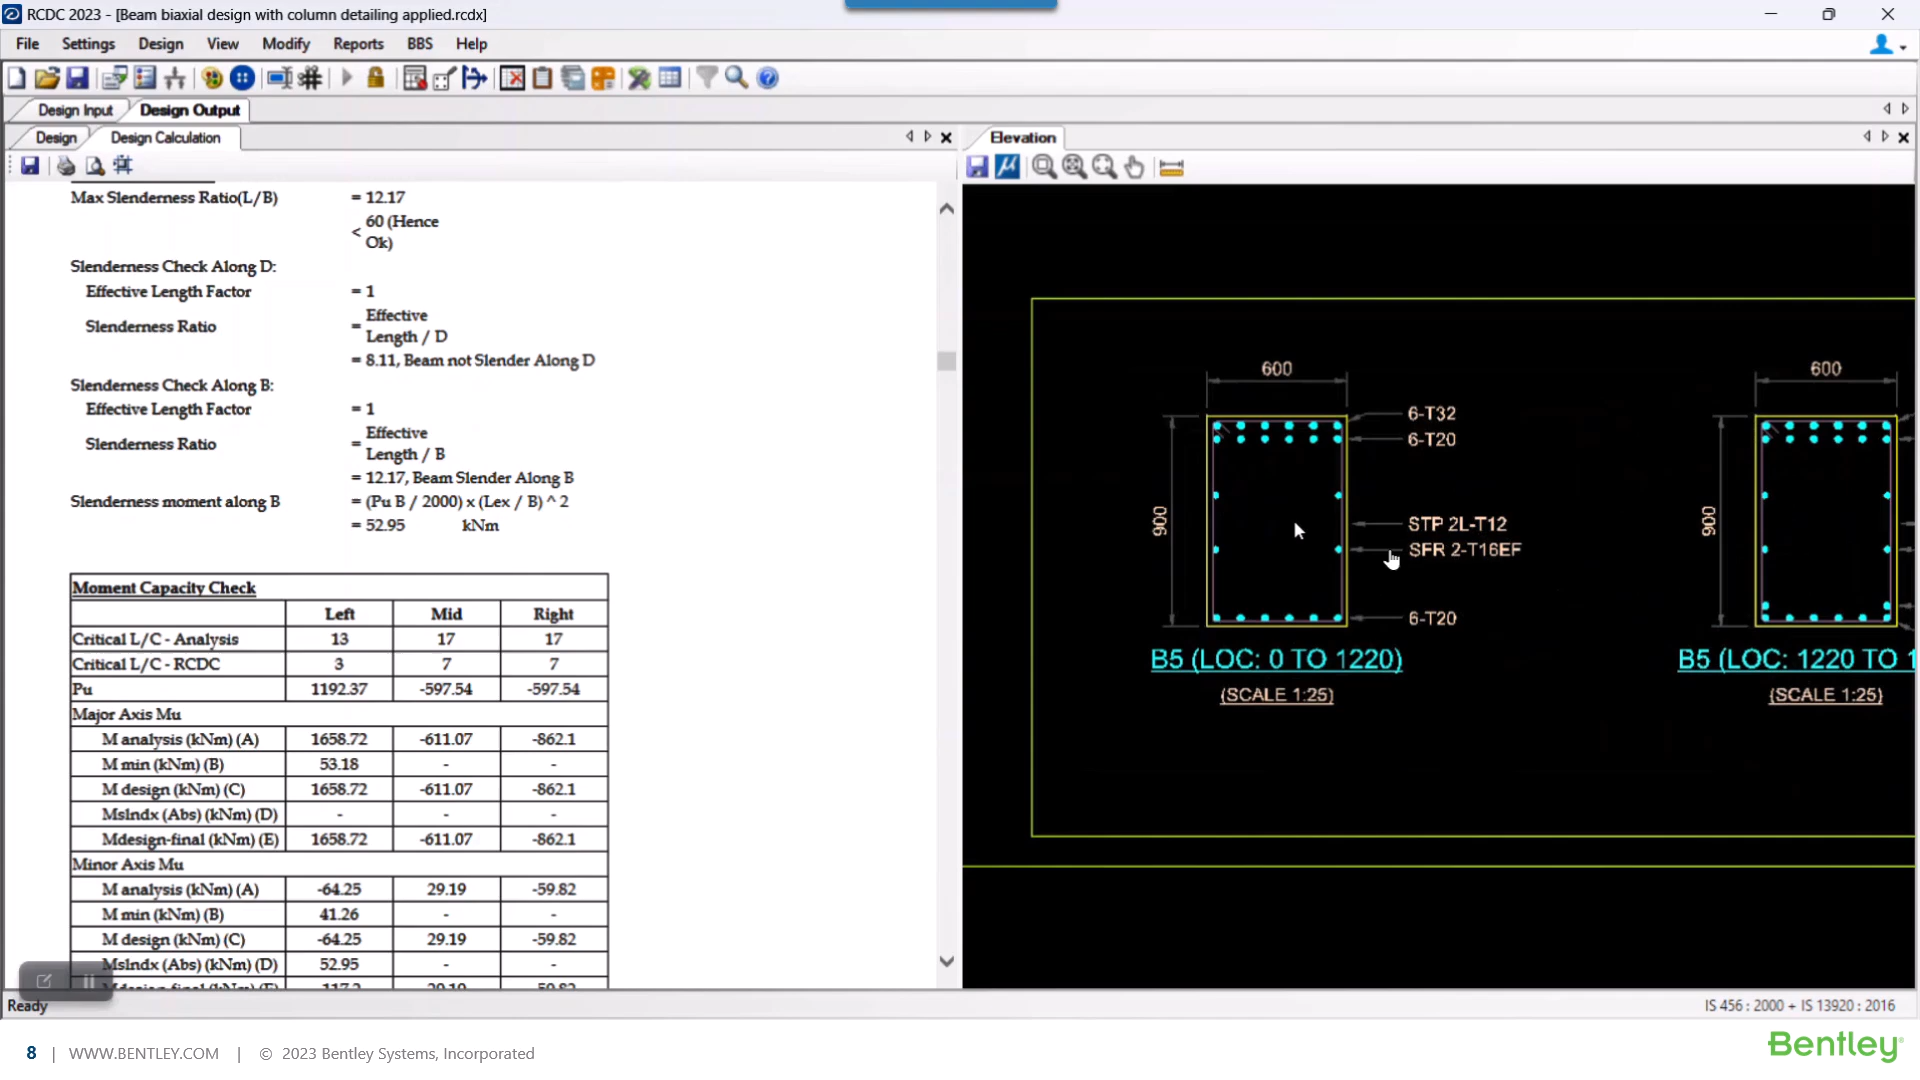 RCDC 2023 - [Beam biaxial design with column detailing applied.rcdx]
File Settings Design View Modify Reports BBS Help
Design Input Design Output
Design Design Calculation
Elevation
Max Slenderness Ratio(L/B) = 12.17
< 60 (Hence Ok)
Slenderness Check Along D:
Effective Length Factor = 1
Slenderness Ratio = Effective Length / D
= 8.11, Beam not Slender Along D
Slenderness Check Along B:
Effective Length Factor = 1
Slenderness Ratio = Effective Length / B
= 12.17, Beam Slender Along B
Slenderness moment along B = (Pu B / 2000) x (Lex / B) ^ 2
= 52.95 kNm
Moment Capacity Check
Left Mid Right
Critical L/C - Analysis 13 17 17
Critical L/C - RCDC 3 7 7
Pu 1192.37 -597.54 -597.54
Major Axis Mu
M analysis (kNm) (A) 1658.72 -611.07 -862.1
M min (kNm) (B) 53.18 - -
M design (kNm) (C) 1658.72 -611.07 -862.1
Mslndx (Abs) (kNm) (D) - - -
Mdesign-final (kNm) (E) 1658.72 -611.07 -862.1
Minor Axis Mu
M analysis (kNm) (A) -64.25 29.19 -59.82
M min (kNm) (B) 41.26 - -
M design (kNm) (C) -64.25 29.19 -59.82
Mslndx (Abs) (kNm) (D) 52.95 - -
600
900
6-T32
6-T20
STP 2L-T12
SFR 2-T16EF
6-T20
B5 (LOC: 0 TO 1220)
(SCALE 1:25)
600
900
B5 (LOC: 1220 TO 1
(SCALE 1:25)
Ready
IS 456 : 2000 + IS 13920 : 2016
8 | WWW.BENTLEY.COM | © 2023 Bentley Systems, Incorporated
Bentley